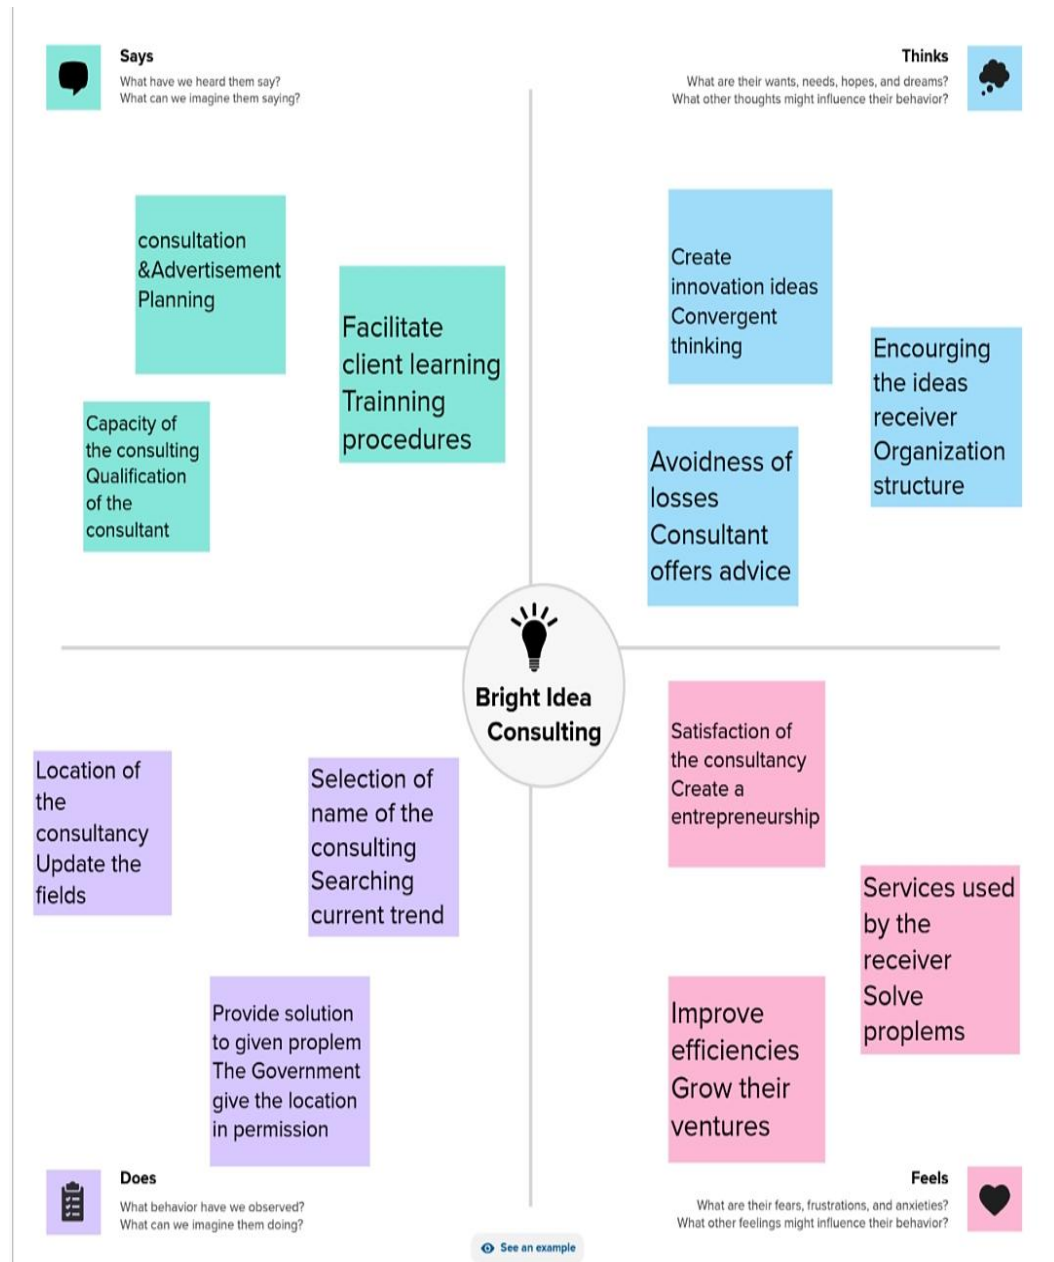 Says
What have we heard them say?
What can we imagine them saying?
Thinks
What are their wants, needs, hopes, and dreams?
What other thoughts might influence their behavior?
consultation
&Advertisement
Planning
Facilitate
client learning
Trainning
procedures
Capacity of
the consulting
Qualification
of the
consultant
Create
innovation ideas
Convergent
thinking
Encourging
the ideas
receiver
Organization
structure
Avoidness of
losses
Consultant
offers advice
Bright Idea
Consulting
Location of
the
consultancy
Update the
fields
Selection of
name of the
consulting
Searching
current trend
Provide solution
to given proplem
The Government
give the location
in permission
Satisfaction of
the consultancy
Create a
entrepreneurship
Services used
by the
receiver
Solve
proplems
Improve
efficiencies
Grow their
ventures
Does
What behavior have we observed?
What can we imagine them doing?
Feels
What are their fears, frustrations, and anxieties?
What other feelings might influence their behavior?
See an example